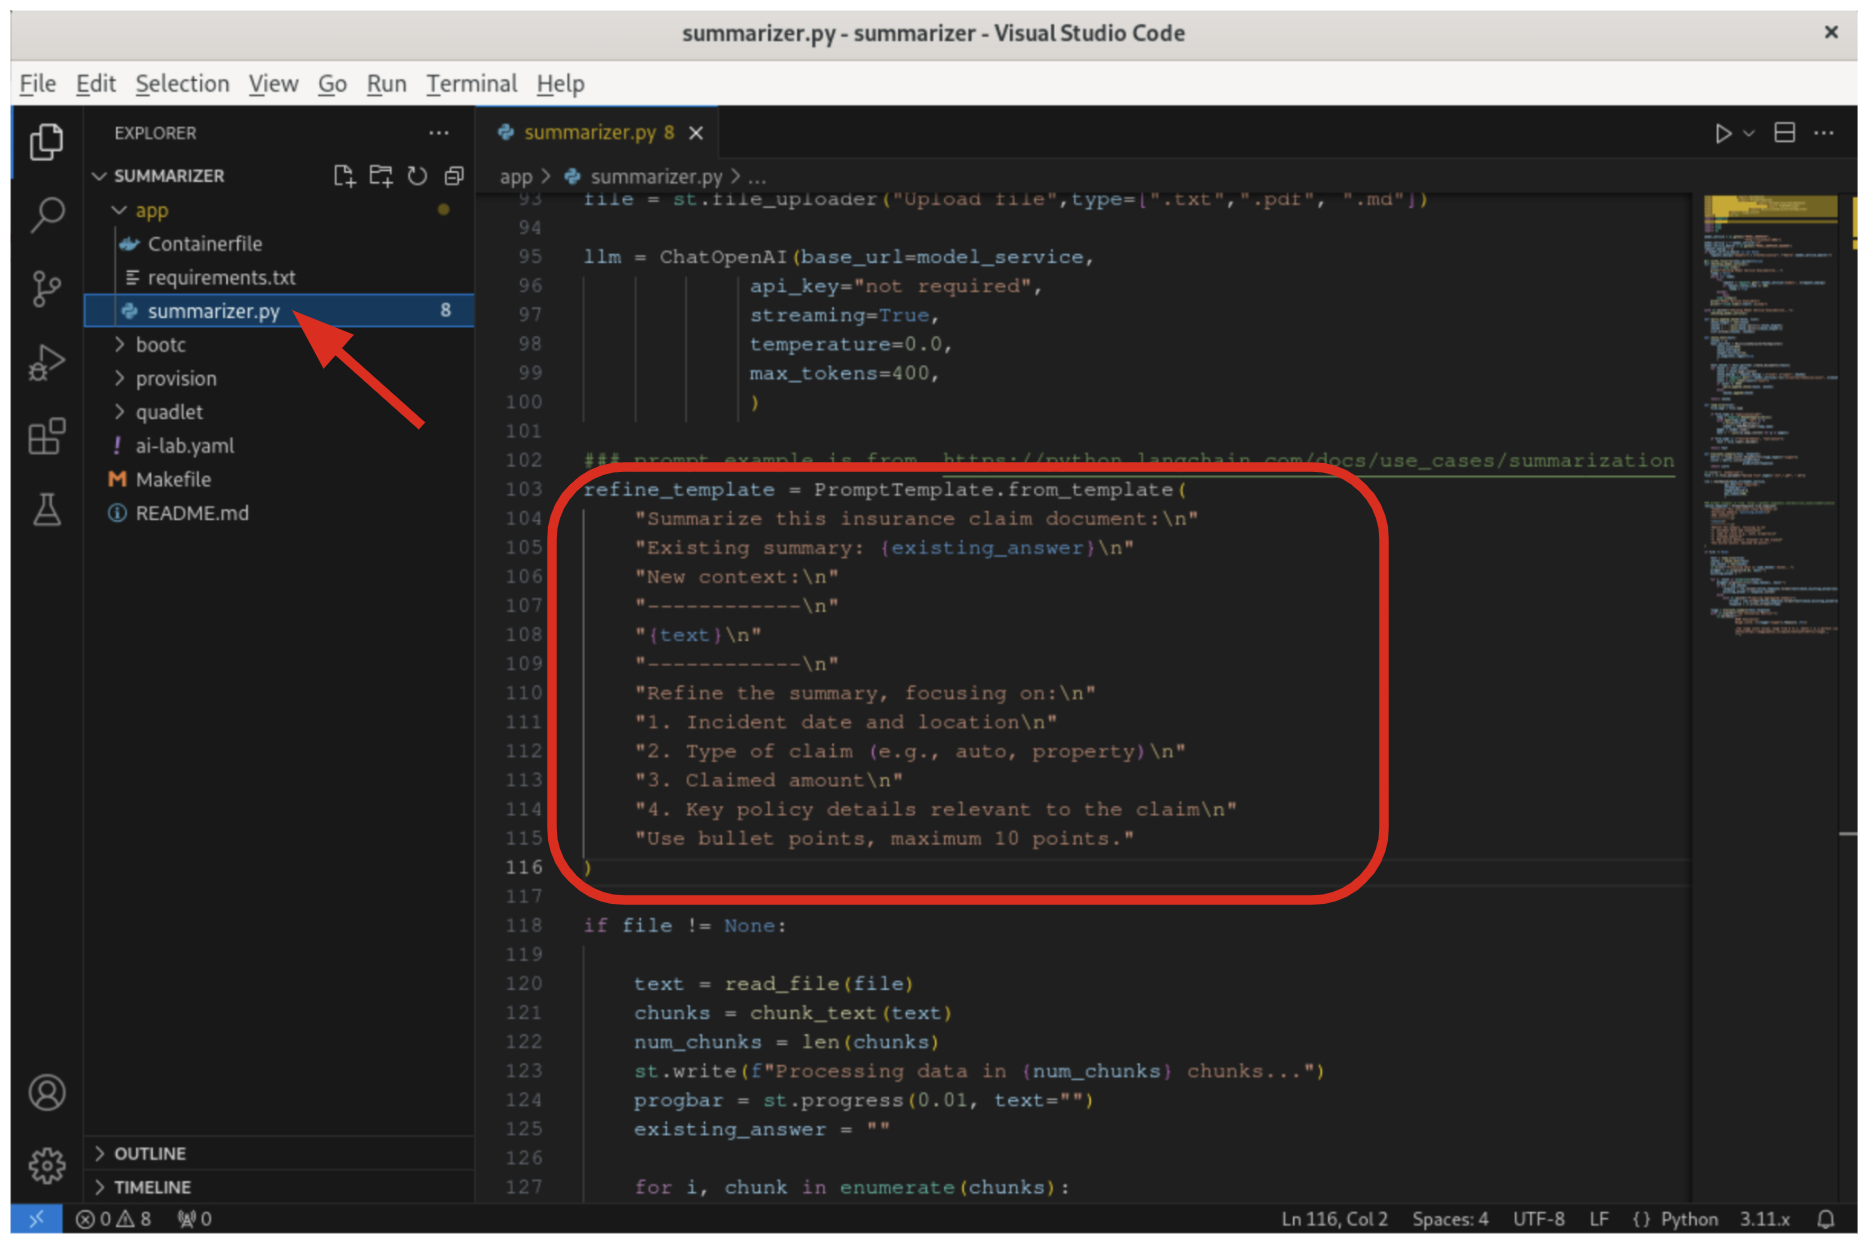 summarizer.py - summarizer - Visual Studio Code
File Edit Selection View Go Run Terminal Help
EXPLORER
SUMMARIZER
app
Containerfile
requirements.txt
summarizer.py 8
bootc
provision
quadlet
ai-lab.yaml
Makefile
README.md
OUTLINE
TIMELINE
summarizer.py 8
app > summarizer.py > ...
93 file = st.file_uploader("Upload file",type=[".txt",".pdf", ".md"])
94
95 llm = ChatOpenAI(base_url=model_service,
96 api_key="not required",
97 streaming=True,
98 temperature=0.0,
99 max_tokens=400,
100 )
101
102 ### prompt example is from https://python.langchain.com/docs/use_cases/summarization
103 refine_template = PromptTemplate.from_template(
104 "Summarize this insurance claim document:\n"
105 "Existing summary: {existing_answer}\n"
106 "New context:\n"
107 "------------\n"
108 "{text}\n"
109 "------------\n"
110 "Refine the summary, focusing on:\n"
111 "1. Incident date and location\n"
112 "2. Type of claim (e.g., auto, property)\n"
113 "3. Claimed amount\n"
114 "4. Key policy details relevant to the claim\n"
115 "Use bullet points, maximum 10 points."
116 )
117
118 if file != None:
119
120 text = read_file(file)
121 chunks = chunk_text(text)
122 num_chunks = len(chunks)
123 st.write(f"Processing data in {num_chunks} chunks...")
124 progbar = st.progress(0.01, text="")
125 existing_answer = ""
126
127 for i, chunk in enumerate(chunks):
0 8 0 Ln 116, Col 2 Spaces: 4 UTF-8 LF {} Python 3.11.x